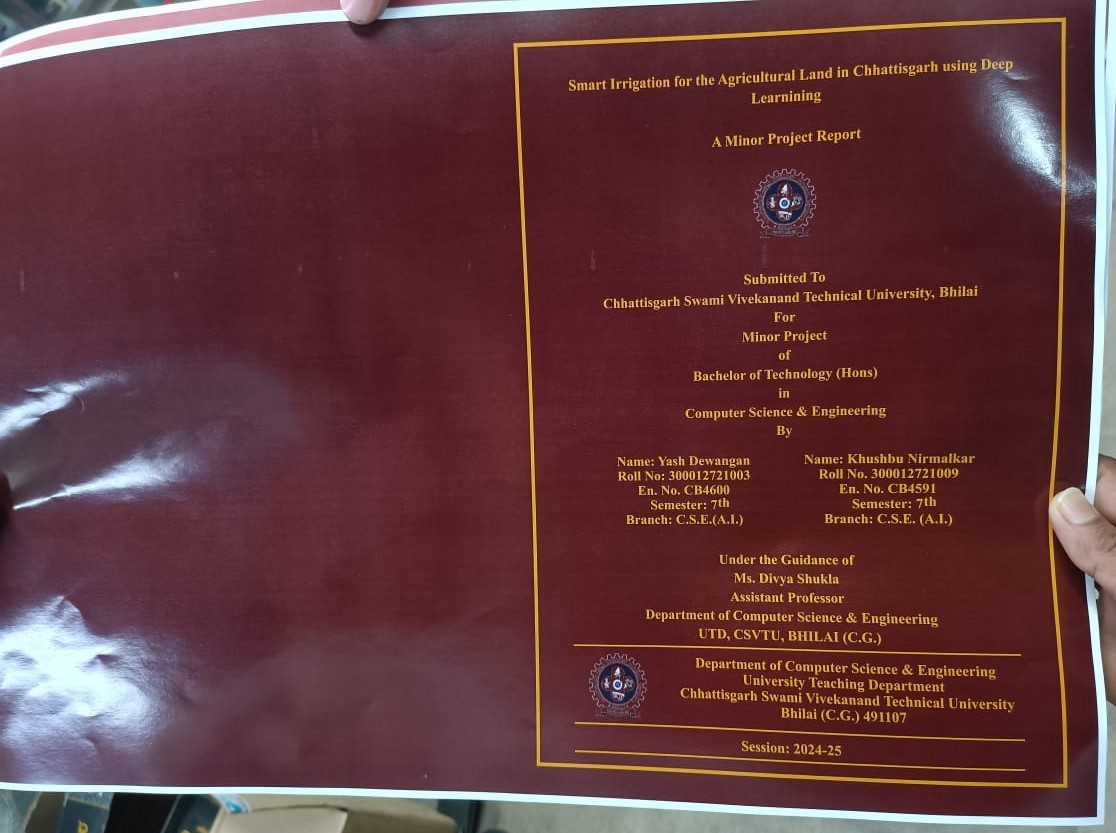 Smart Irrigation for the Agricultural Land in Chhattisgarh using Deep
Learnining
A Minor Project Report
Submitted To
Chhattisgarh Swami Vivekanand Technical University, Bhilai
For
Minor Project
of
Bachelor of Technology (Hons)
in
Computer Science & Engineering
By
Name: Yash Dewangan
Roll No: 300012721003
En. No. CB4600
Semester: 7th
Branch: C.S.E.(A.I.)
Name: Khushbu Nirmalkar
Roll No. 300012721009
En. No. CB4591
Semester: 7th
Branch: C.S.E. (A.I.)
Under the Guidance of
Ms. Divya Shukla
Assistant Professor
Department of Computer Science & Engineering
UTD, CSVTU, BHILAI (C.G.)
Department of Computer Science & Engineering
University Teaching Department
Chhattisgarh Swami Vivekanand Technical University
Bhilai (C.G.) 491107
Session: 2024-25